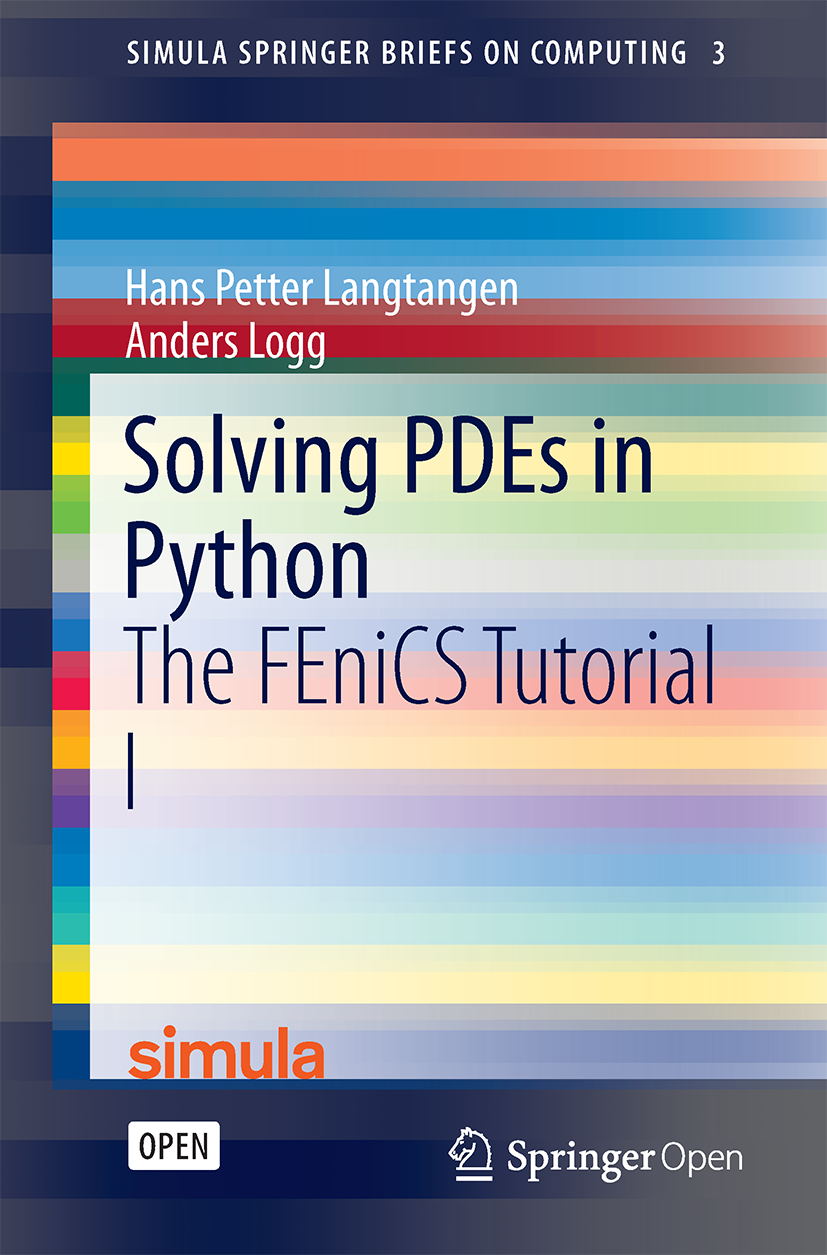 SIMULA SPRINGER BRIEFS ON COMPUTING 3
Hans Petter Langtangen
Anders Logg
Solving PDEs in
Python
The FEniCS Tutorial
I
simula
OPEN
Springer Open